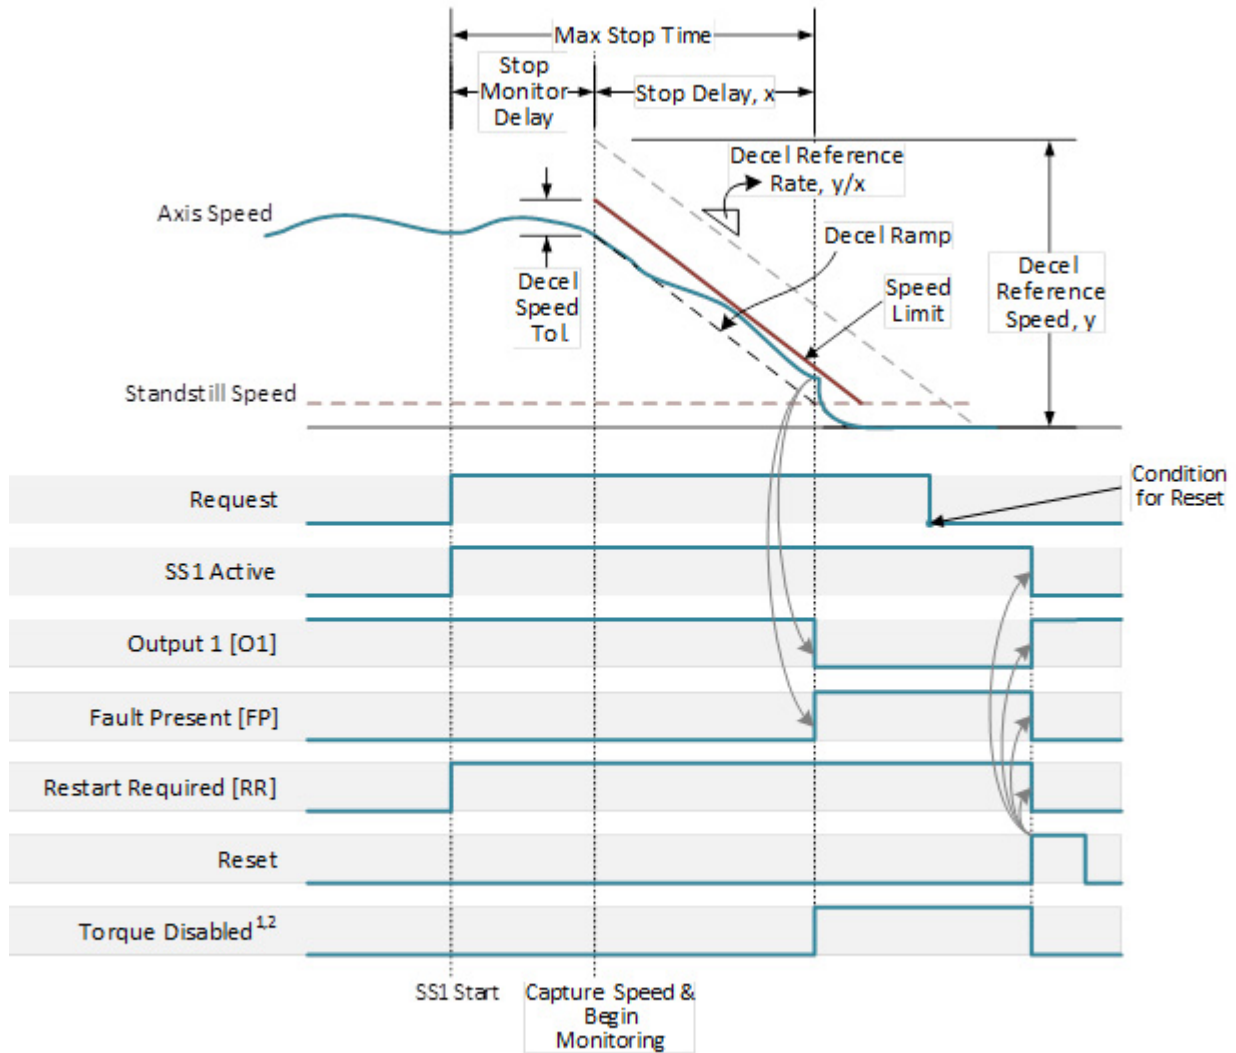 Max Stop Time
Stop
Monitor
Delay
Stop Delay, x
Decel Reference
Rate, y/x
Axis Speed
Decel Ramp
Decel
Speed
Tol.
Speed
Limit
Decel
Reference
Speed, y
Standstill Speed
Request
Condition
for Reset
SS1 Active
Output 1 [O1]
Fault Present [FP]
Restart Required [RR]
Reset
Torque Disabled1,2
SS1 Start
Capture Speed &
Begin
Monitoring